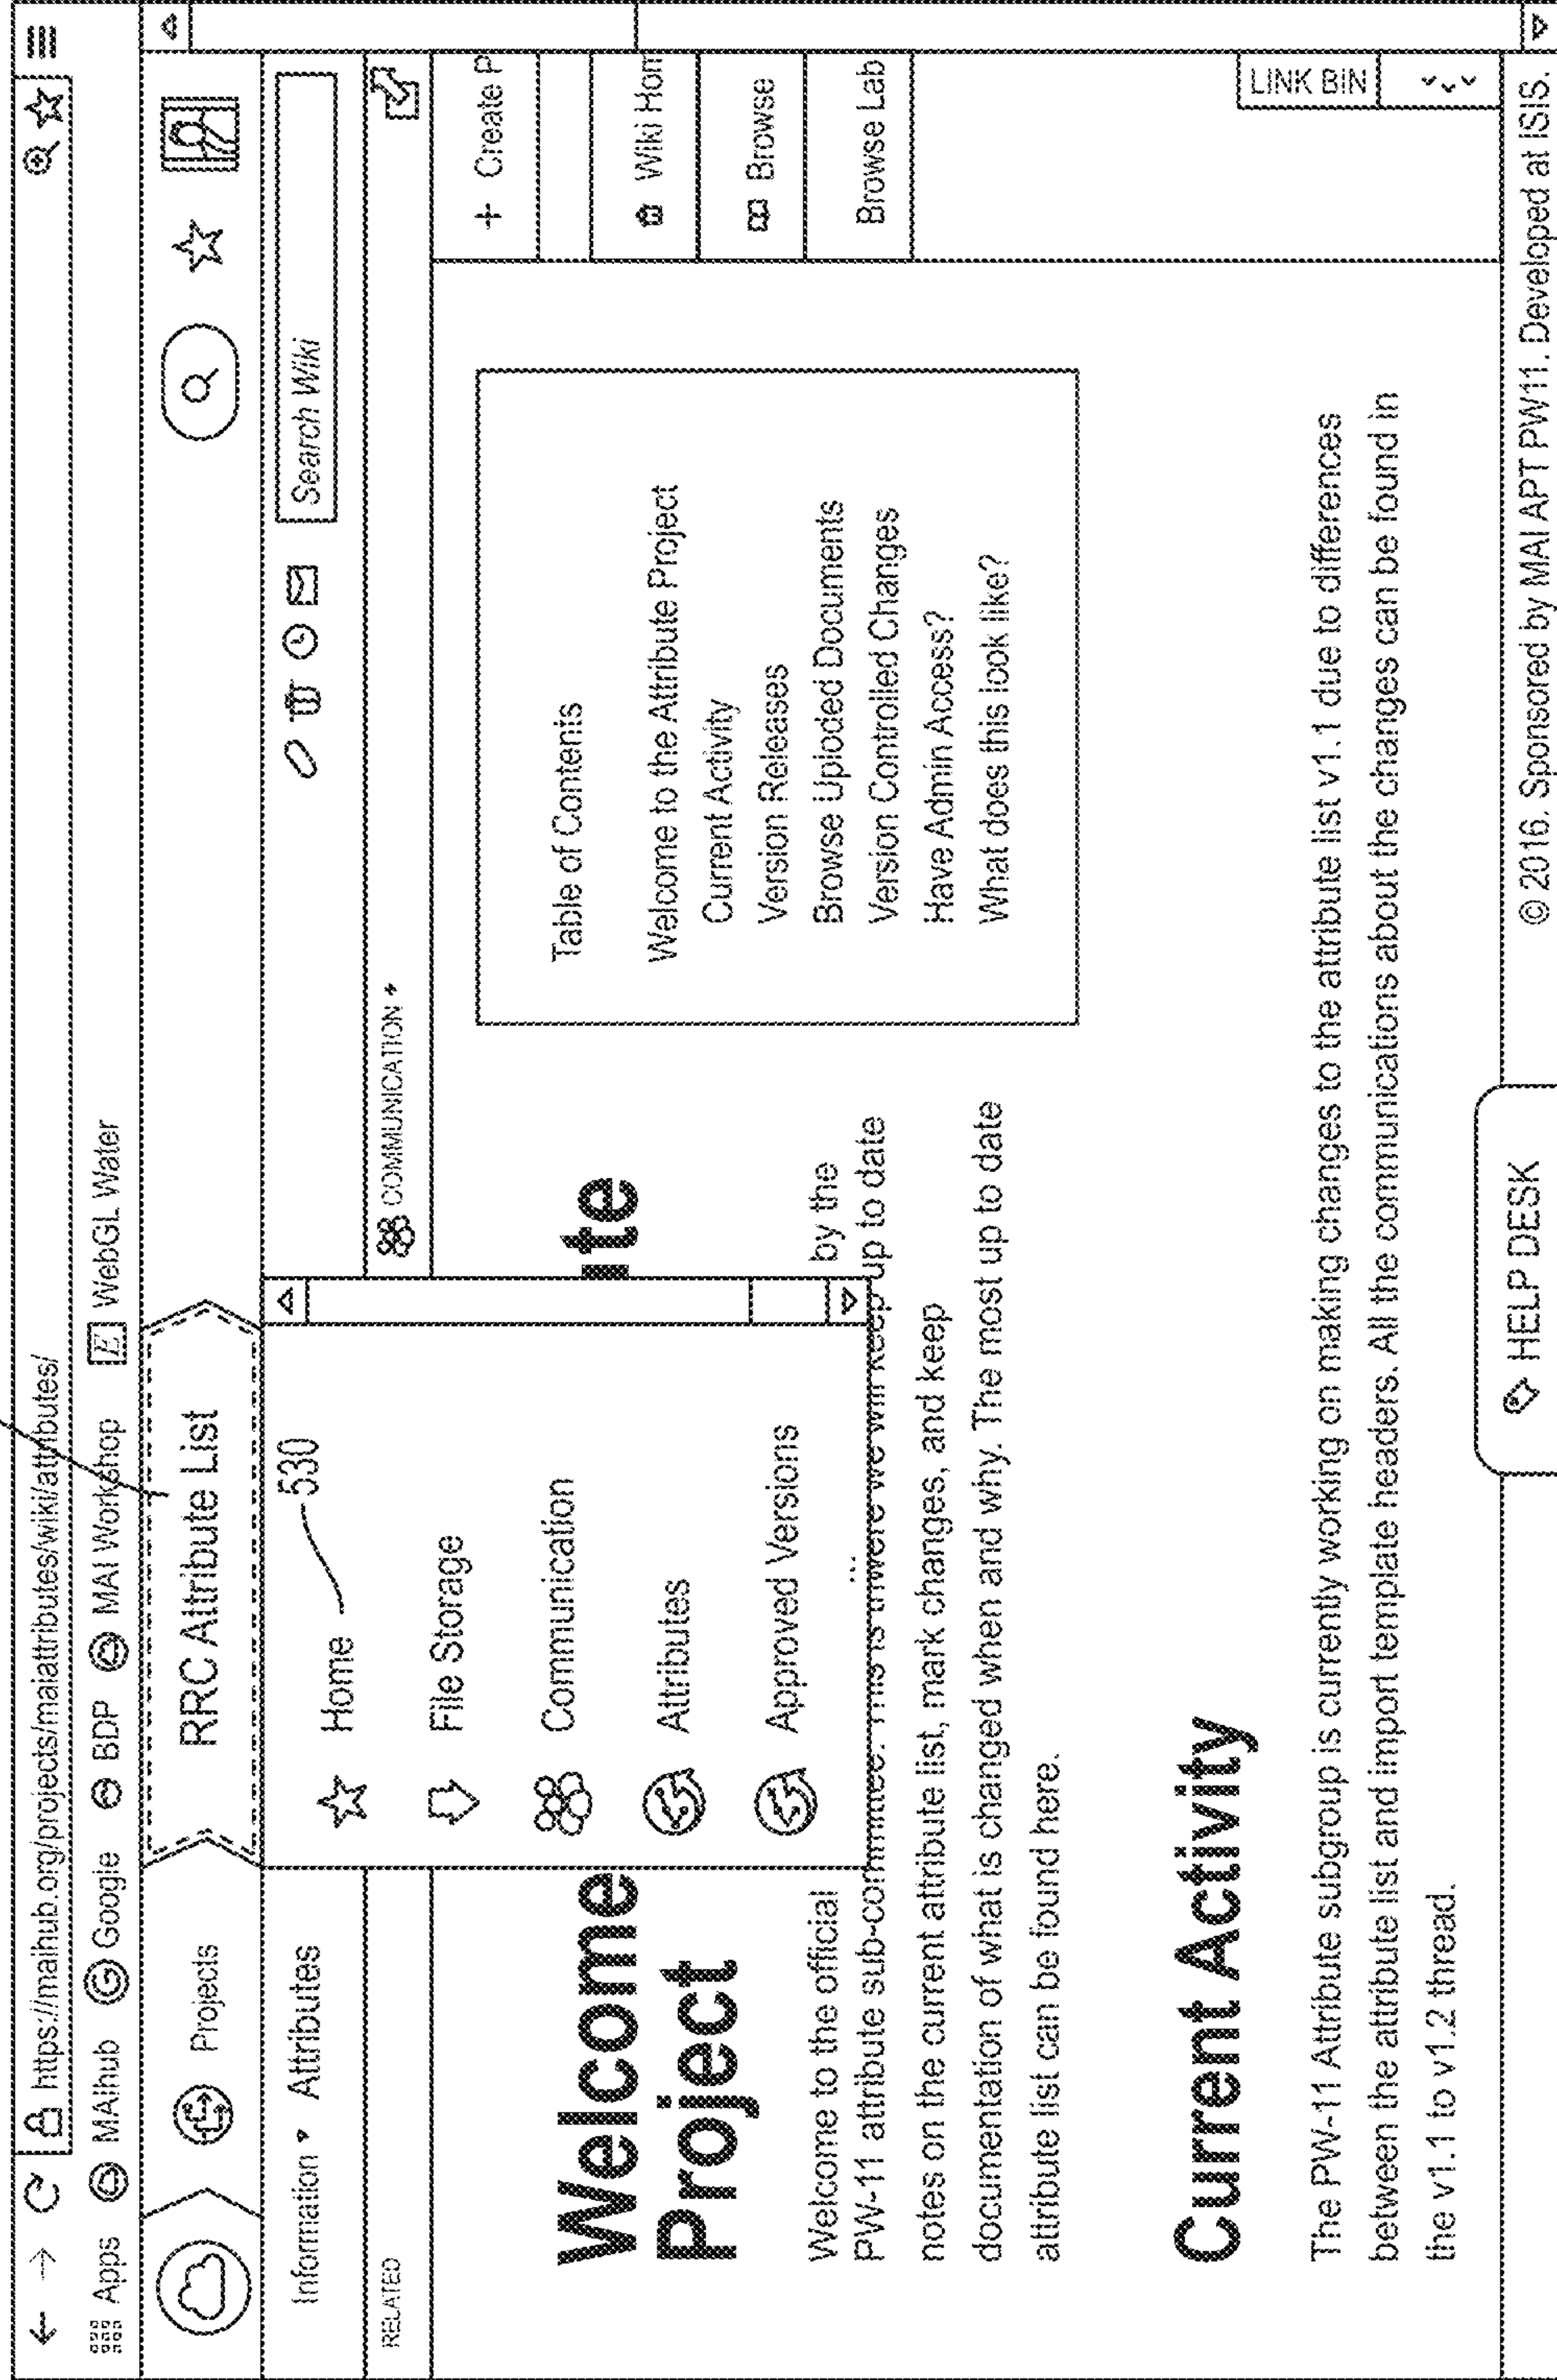 https://maihub.org/projects/maiattributes/wiki/attributes/
Apps MAIhub Google BDP MAI Workshop E WebGL Water
Projects RRC Attribute List
Information Attributes Search Wiki
RELATED COMMUNICATION
530
Home
File Storage
Communication
Attributes
Approved Versions
...
+ Create P
Wiki Hom
Browse
Browse Lab
LINK BIN
Welcome
Project
Table of Contents
Welcome to the Attribute Project
Current Activity
Version Releases
Browse Uploded Documents
Version Controlled Changes
Have Admin Access?
What does this look like?
Welcome to the official by the
PW-11 attribute sub-committee. This is where we will keep up to date
notes on the current attribute list, mark changes, and keep
documentation of what is changed when and why. The most up to date
attribute list can be found here.
Current Activity
The PW-11 Attribute subgroup is currently working on making changes to the attribute list v1.1 due to differences
between the attribute list and import template headers. All the communications about the changes can be found in
the v1.1 to v1.2 thread.
HELP DESK
© 2016. Sponsored by MAI APT PW11. Developed at ISIS.